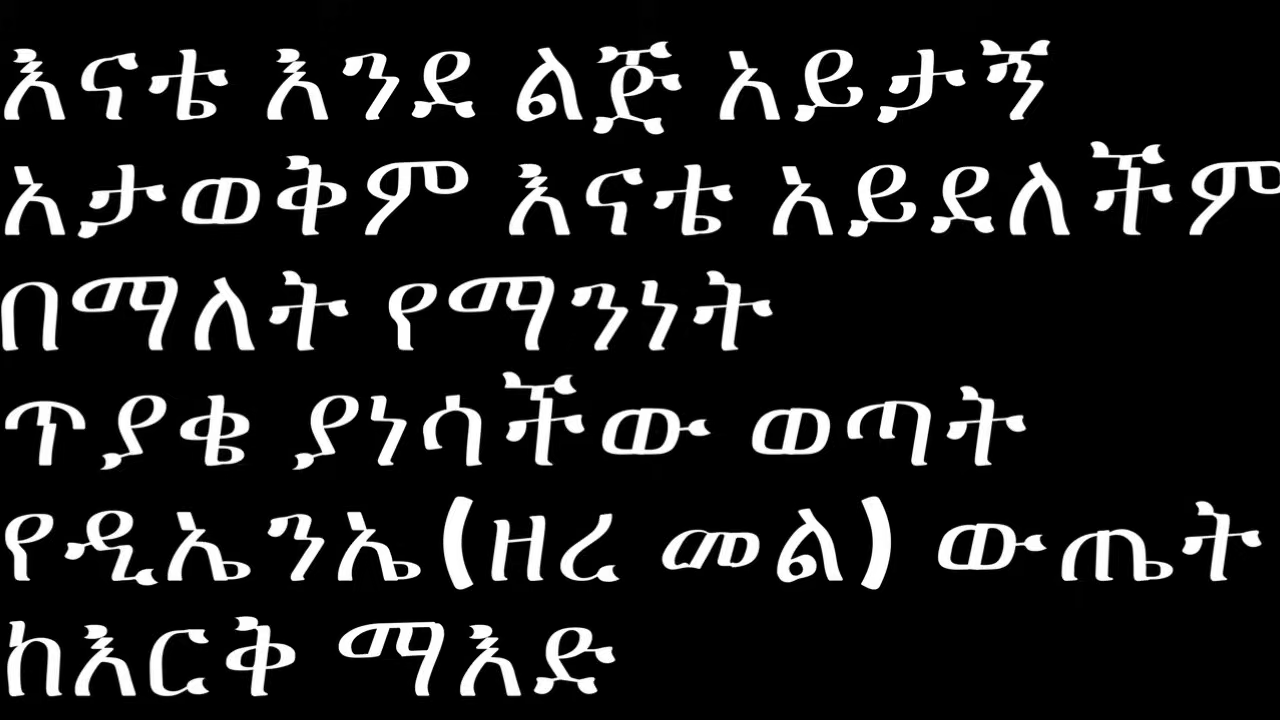 እናቴ እንደ ልጅ አይታኝ
አታወቅም እናቴ አይደለችም
በማለት የማንነት
ጥያቄ ያነሳችው ወጣት
የዲኤንኤ(ዘረ መል) ውጤት
ከእርቅ ማእድ